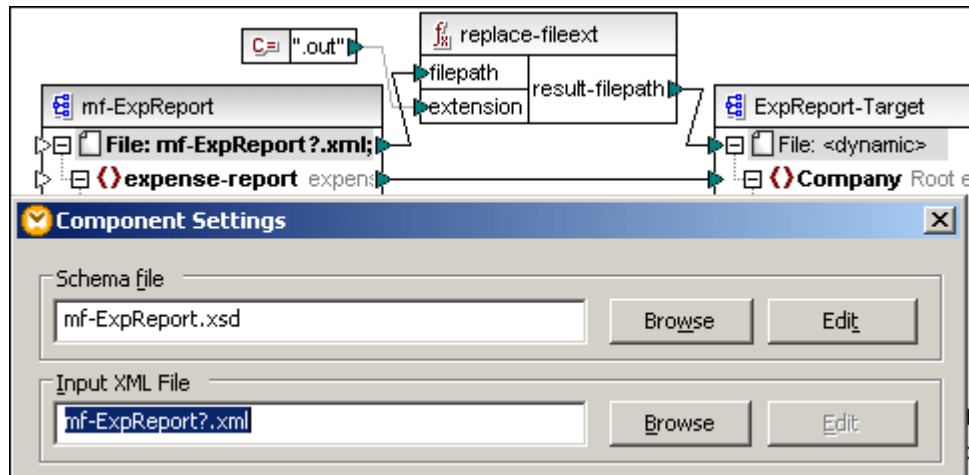 C= ".out"
fx replace-fileext
filepath
extension
result-filepath
mf-ExpReport
File: mf-ExpReport?.xml;
expense-report expens
ExpReport-Target
File: <dynamic>
Company Root e
Component Settings
Schema file
mf-ExpReport.xsd
Browse
Edit
Input XML File
mf-ExpReport?.xml
Browse
Edit